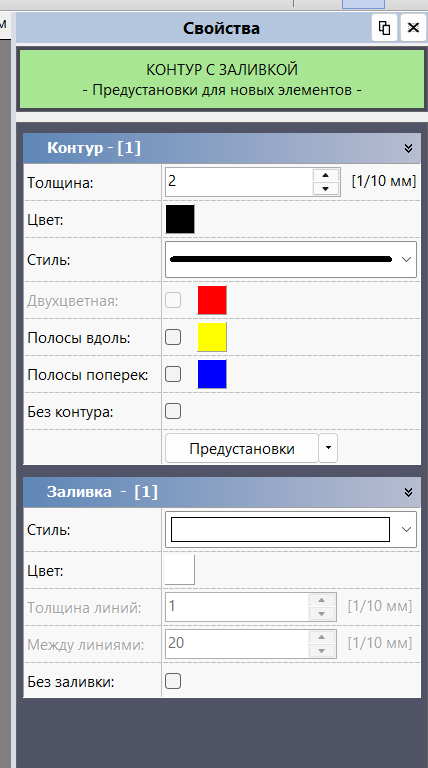 м
Свойства
КОНТУР С ЗАЛИВКОЙ
- Предустановки для новых элементов -
Контур - [1]
Толщина: 2 [1/10 мм]
Цвет:
Стиль:
Двухцветная:
Полосы вдоль:
Полосы поперек:
Без контура:
Предустановки
Заливка - [1]
Стиль:
Цвет:
Толщина линий: 1 [1/10 мм]
Между линиями: 20 [1/10 мм]
Без заливки: